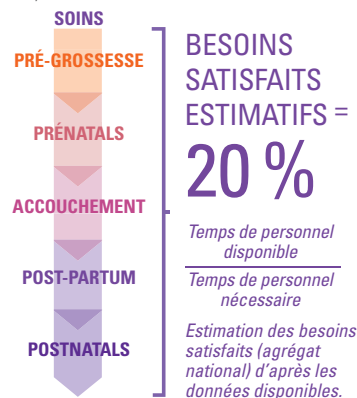 SOINS
PRÉ-GROSSESSE
PRÉNATALS
ACCOUCHEMENT
POST-PARTUM
POSTNATALS
BESOINS
SATISFAITS
ESTIMATIFS =
20 %
Temps de personnel
disponible
Temps de personnel
nécessaire
Estimation des besoins
satisfaits (agrégat
national) d’après les
données disponibles.